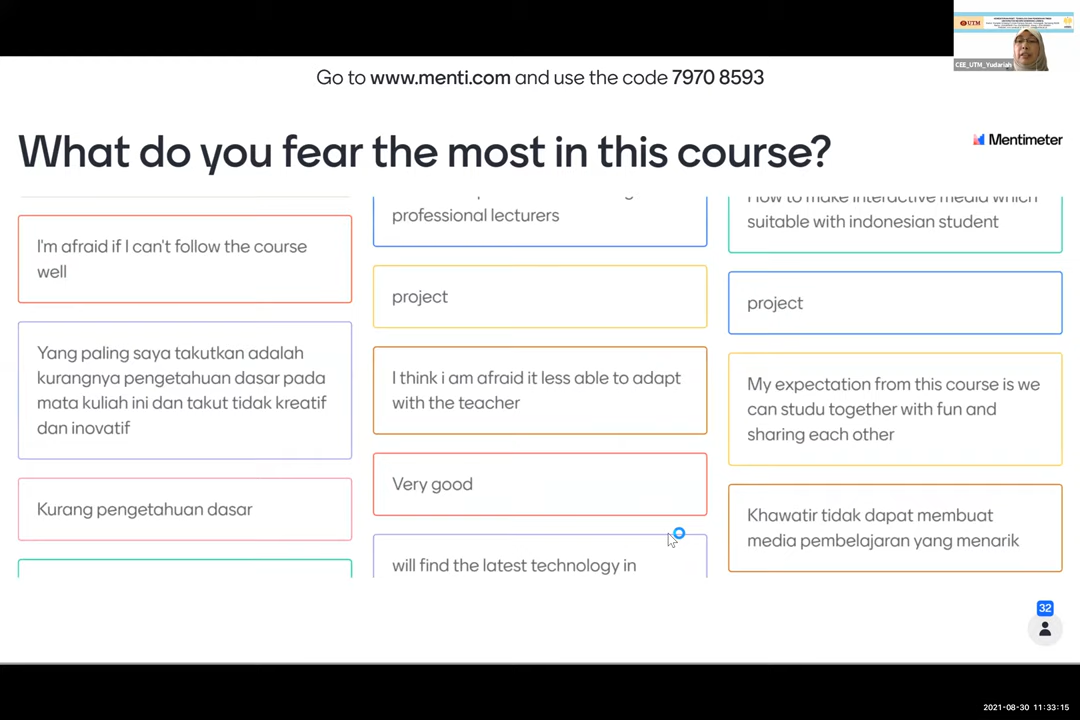 UTM
CEE_UTM_Yudariah
Go to www.menti.com and use the code 7970 8593
What do you fear the most in this course?
Mentimeter
I'm afraid if I can't follow the course
well
Yang paling saya takutkan adalah
kurangnya pengetahuan dasar pada
mata kuliah ini dan takut tidak kreatif
dan inovatif
Kurang pengetahuan dasar
professional lecturers
project
I think i am afraid it less able to adapt
with the teacher
Very good
will find the latest technology in
How to make interactive media which
suitable with indonesian student
project
My expectation from this course is we
can studu together with fun and
sharing each other
Khawatir tidak dapat membuat
media pembelajaran yang menarik
32
2021-08-30 11:33:15